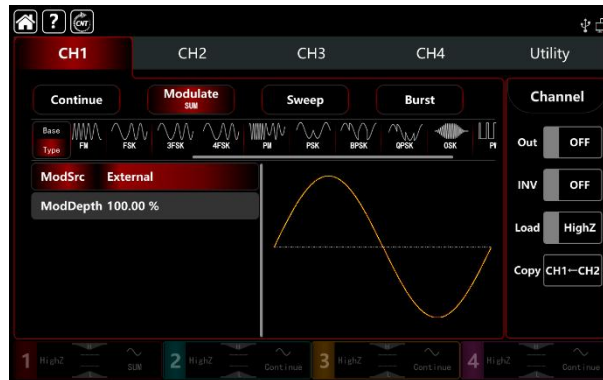 ? CNT
CH1 CH2 CH3 CH4 Utility
Continue Modulate SUM Sweep Burst Channel
Base Type FM FSK 3FSK 4FSK PM PSK BPSK QPSK OSK
Out OFF
ModSrc External
INV OFF
ModDepth 100.00 %
Load HighZ
Copy CH1←CH2
1 HighZ SUM 2 HighZ Continue 3 HighZ Continue 4 HighZ Continue